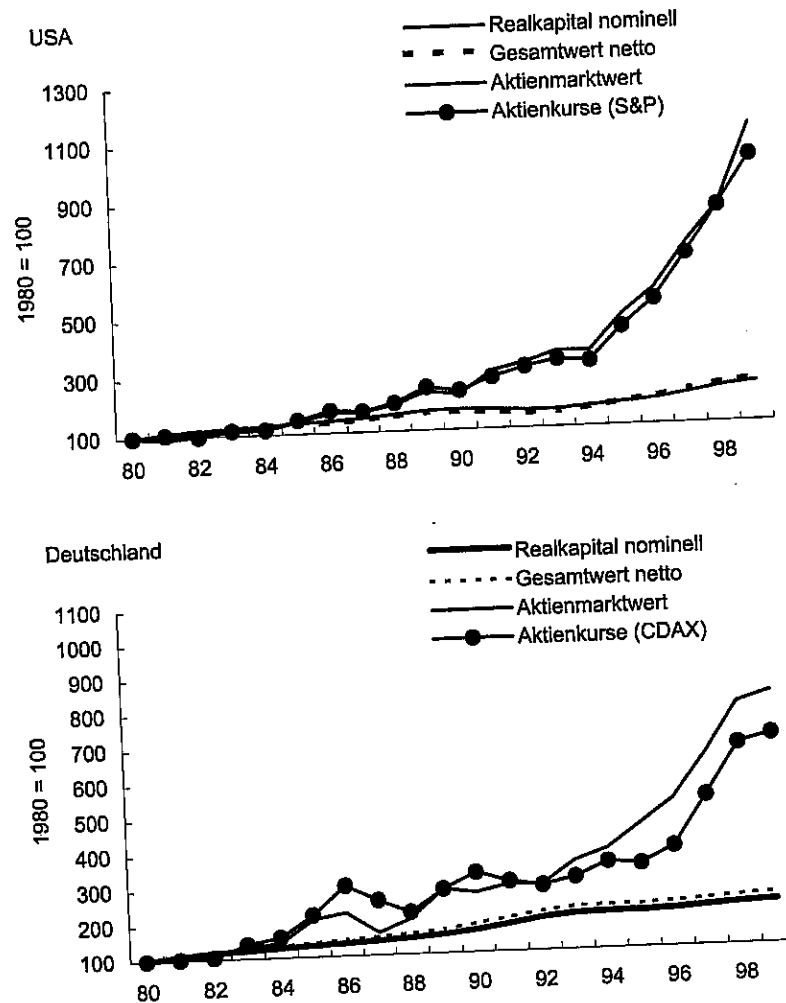 USA
Realkapital nominell
Gesamtwert netto
Aktienmarktwert
Aktienkurse (S&P)
1300
1100
900
700
500
300
100
1980 = 100
80 82 84 86 88 90 92 94 96 98
Deutschland
Realkapital nominell
Gesamtwert netto
Aktienmarktwert
Aktienkurse (CDAX)
1100
1000
900
800
700
600
500
400
300
200
100
1980 = 100
80 82 84 86 88 90 92 94 96 98